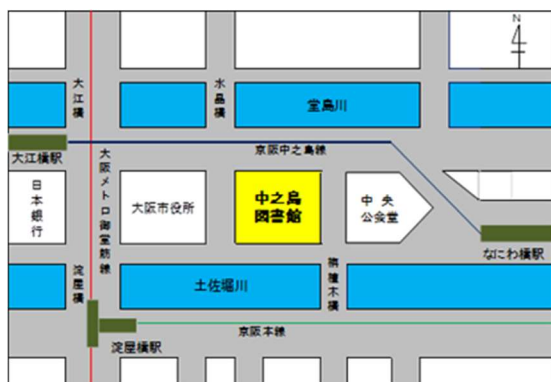 N
大江橋
水晶橋
堂島川
大江橋駅
京阪中之島線
大阪メトロ御堂筋線
日本銀行
大阪市役所
中之島
図書館
中央
公会堂
なにわ橋駅
淀屋橋
土佐堀川
栴檀木橋
京阪本線
淀屋橋駅